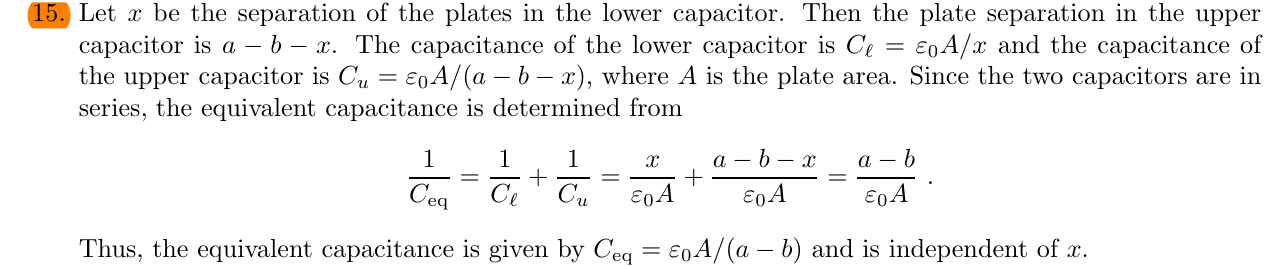 15. Let x be the separation of the plates in the lower capacitor. Then the plate separation in the upper
capacitor is a − b − x. The capacitance of the lower capacitor is Cℓ = ε₀A/x and the capacitance of
the upper capacitor is Cᵤ = ε₀A/(a − b − x), where A is the plate area. Since the two capacitors are in
series, the equivalent capacitance is determined from
1/C_eq = 1/C_ℓ + 1/C_u = x/ε₀A + (a − b − x)/ε₀A = (a − b)/ε₀A .
Thus, the equivalent capacitance is given by C_eq = ε₀A/(a − b) and is independent of x.